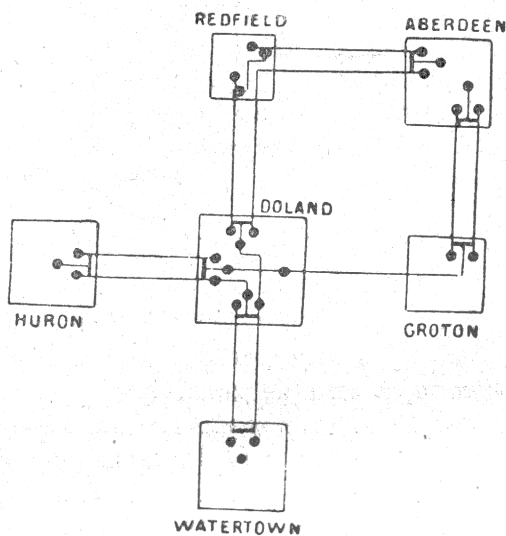 REDFIELD
ABERDEEN
DOLAND
HURON
GROTON
WATERTOWN